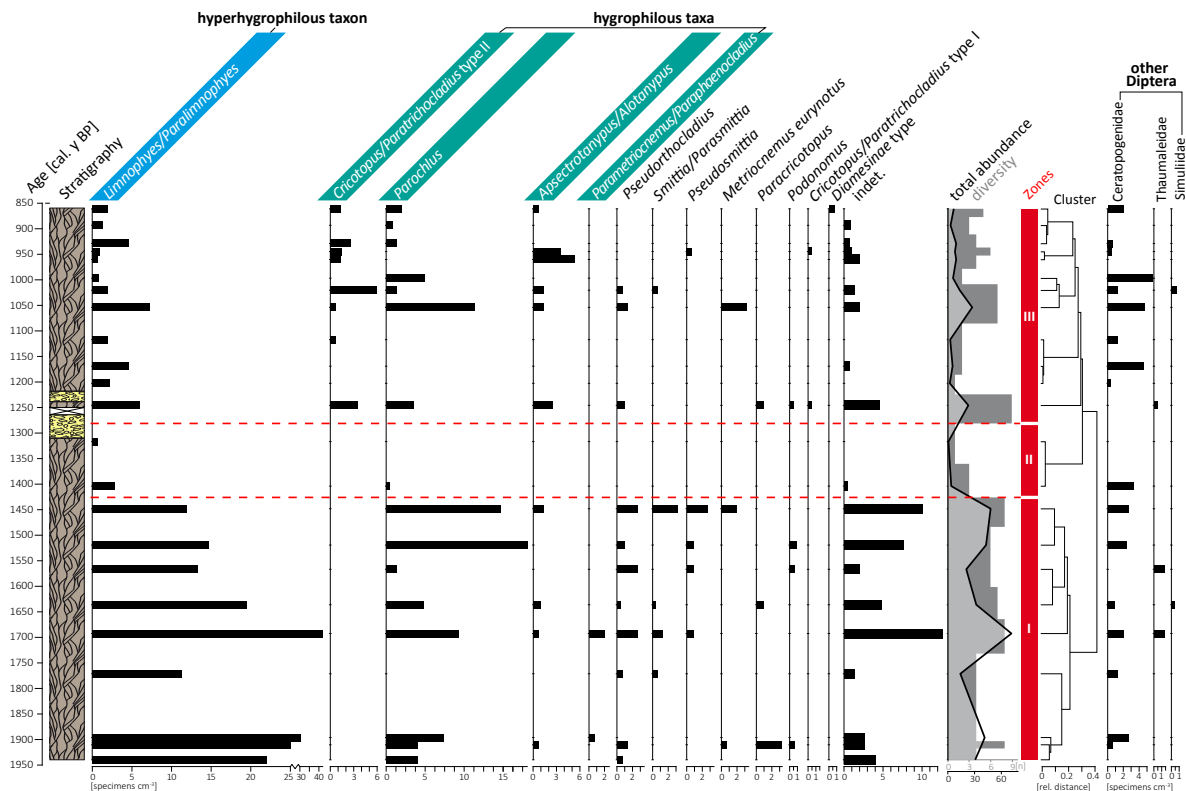 hyperhygrophilous taxon
hygrophilous taxa
other
Diptera
Age [cal. y BP]
Stratigraphy
Limnophyes/Paralimnophyes
Cricotopus/Paratrichocladius type II
Parochlus
Apsectrotanypus/Alotanypus
Parametriocnemus/Paraphaenocladius
Pseudorthocladius
Smittia/Parasmittia
Pseudosmittia
Metriocnemus eurynotus
Paracricotopus
Podonomus
Cricotopus/Paratrichocladius type I
Diamesinae type
indet.
total abundance
diversity
Zones
Cluster
Ceratopogenidae
Thaumaleidae
Simuliidae
850
900
950
1000
1050
1100
1150
1200
1250
1300
1350
1400
1450
1500
1550
1600
1650
1700
1750
1800
1850
1900
1950
III
II
I
0 5 10 15 20 25 30 40
0 3 6
0 5 10 15
0 3 6
0 2
0 2
0 2
0 2
0 2
0 2
0 1
0 1
0 1
0 5 10
0 3 6 9 [n]
0 30 60
0 0.2 0.4
0 2 4
0 1
0 1
[specimens cm⁻²]
[rel. distance]
[specimens cm⁻²]